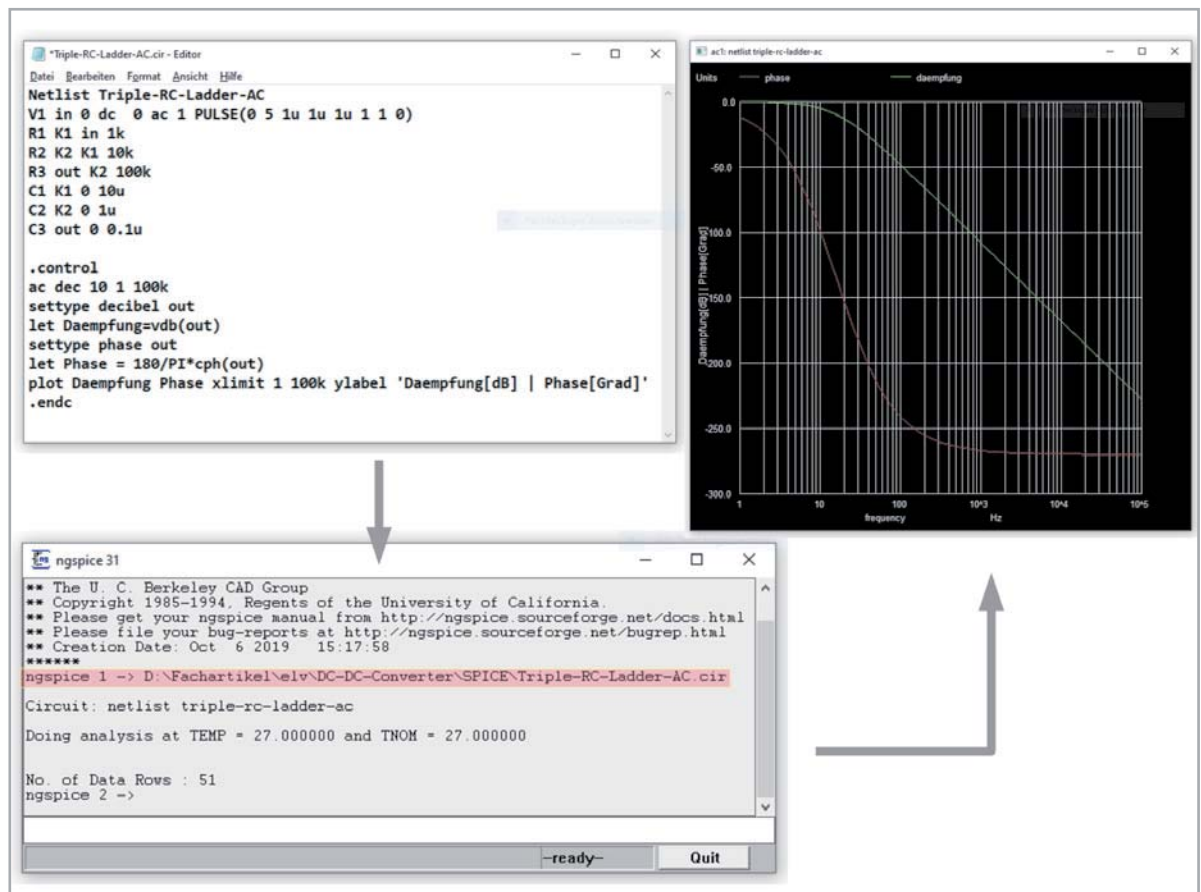 *Triple-RC-Ladder-AC.cir - Editor
Datei Bearbeiten Format Ansicht Hilfe
Netlist Triple-RC-Ladder-AC
V1 in 0 dc  0 ac 1 PULSE(0 5 1u 1u 1u 1 1 0)
R1 K1 in 1k
R2 K2 K1 10k
R3 out K2 100k
C1 K1 0 10u
C2 K2 0 1u
C3 out 0 0.1u
.control
ac dec 10 1 100k
settype decibel out
let Daempfung=vdb(out)
settype phase out
let Phase = 180/PI*cph(out)
plot Daempfung Phase xlimit 1 100k ylabel 'Daempfung[dB] | Phase[Grad]'
.endc
ac1: netlist triple-rc-ladder-ac
Units phase daempfung
0.0
-50.0
-100.0
-150.0
-200.0
-250.0
-300.0
Daempfung[dB] | Phase[Grad]
1 10 100 10^3 10^4 10^5
frequency Hz
ngspice 31
** The U. C. Berkeley CAD Group
** Copyright 1985-1994, Regents of the University of California.
** Please get your ngspice manual from http://ngspice.sourceforge.net/docs.html
** Please file your bug-reports at http://ngspice.sourceforge.net/bugrep.html
** Creation Date: Oct  6 2019   15:17:58
******
ngspice 1 -> D:\Fachartikel\elv\DC-DC-Converter\SPICE\Triple-RC-Ladder-AC.cir
Circuit: netlist triple-rc-ladder-ac
Doing analysis at TEMP = 27.000000 and TNOM = 27.000000
No. of Data Rows : 51
ngspice 2 ->
--ready--
Quit